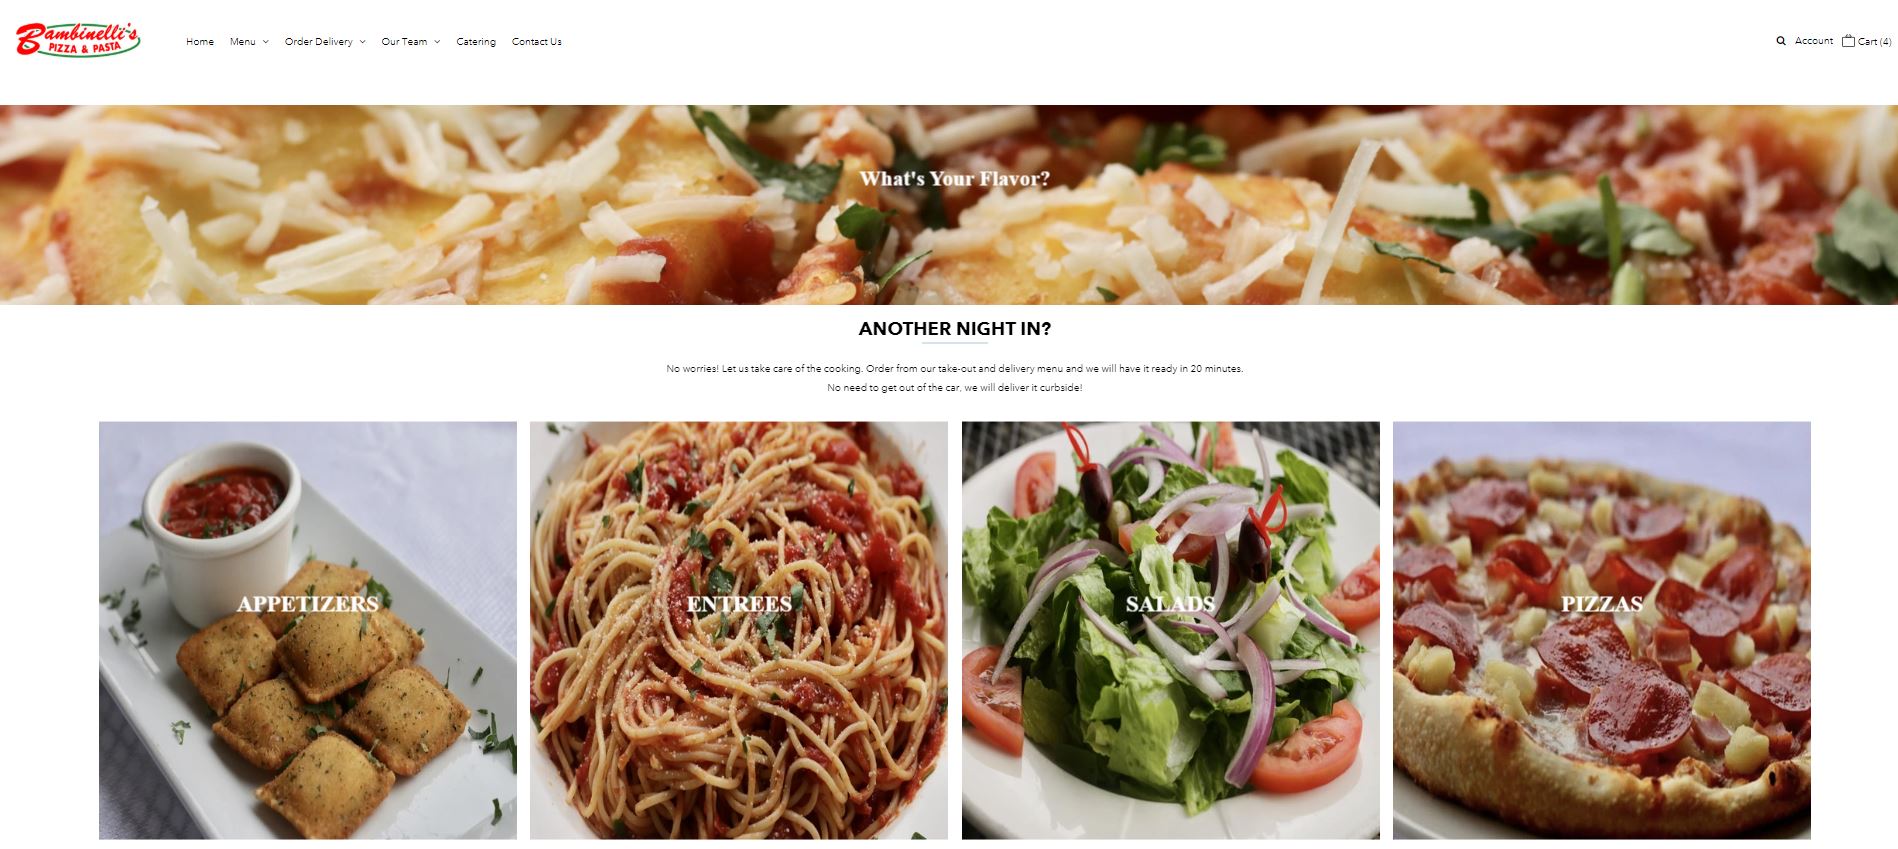 Bambinelli's
PIZZA & PASTA
Home Menu Order Delivery Our Team Catering Contact Us
Account Cart (4)
What's Your Flavor?
ANOTHER NIGHT IN?
No worries! Let us take care of the cooking. Order from our take-out and delivery menu and we will have it ready in 20 minutes.
No need to get out of the car, we will deliver it curbside!
APPETIZERS
ENTREES
SALADS
PIZZAS